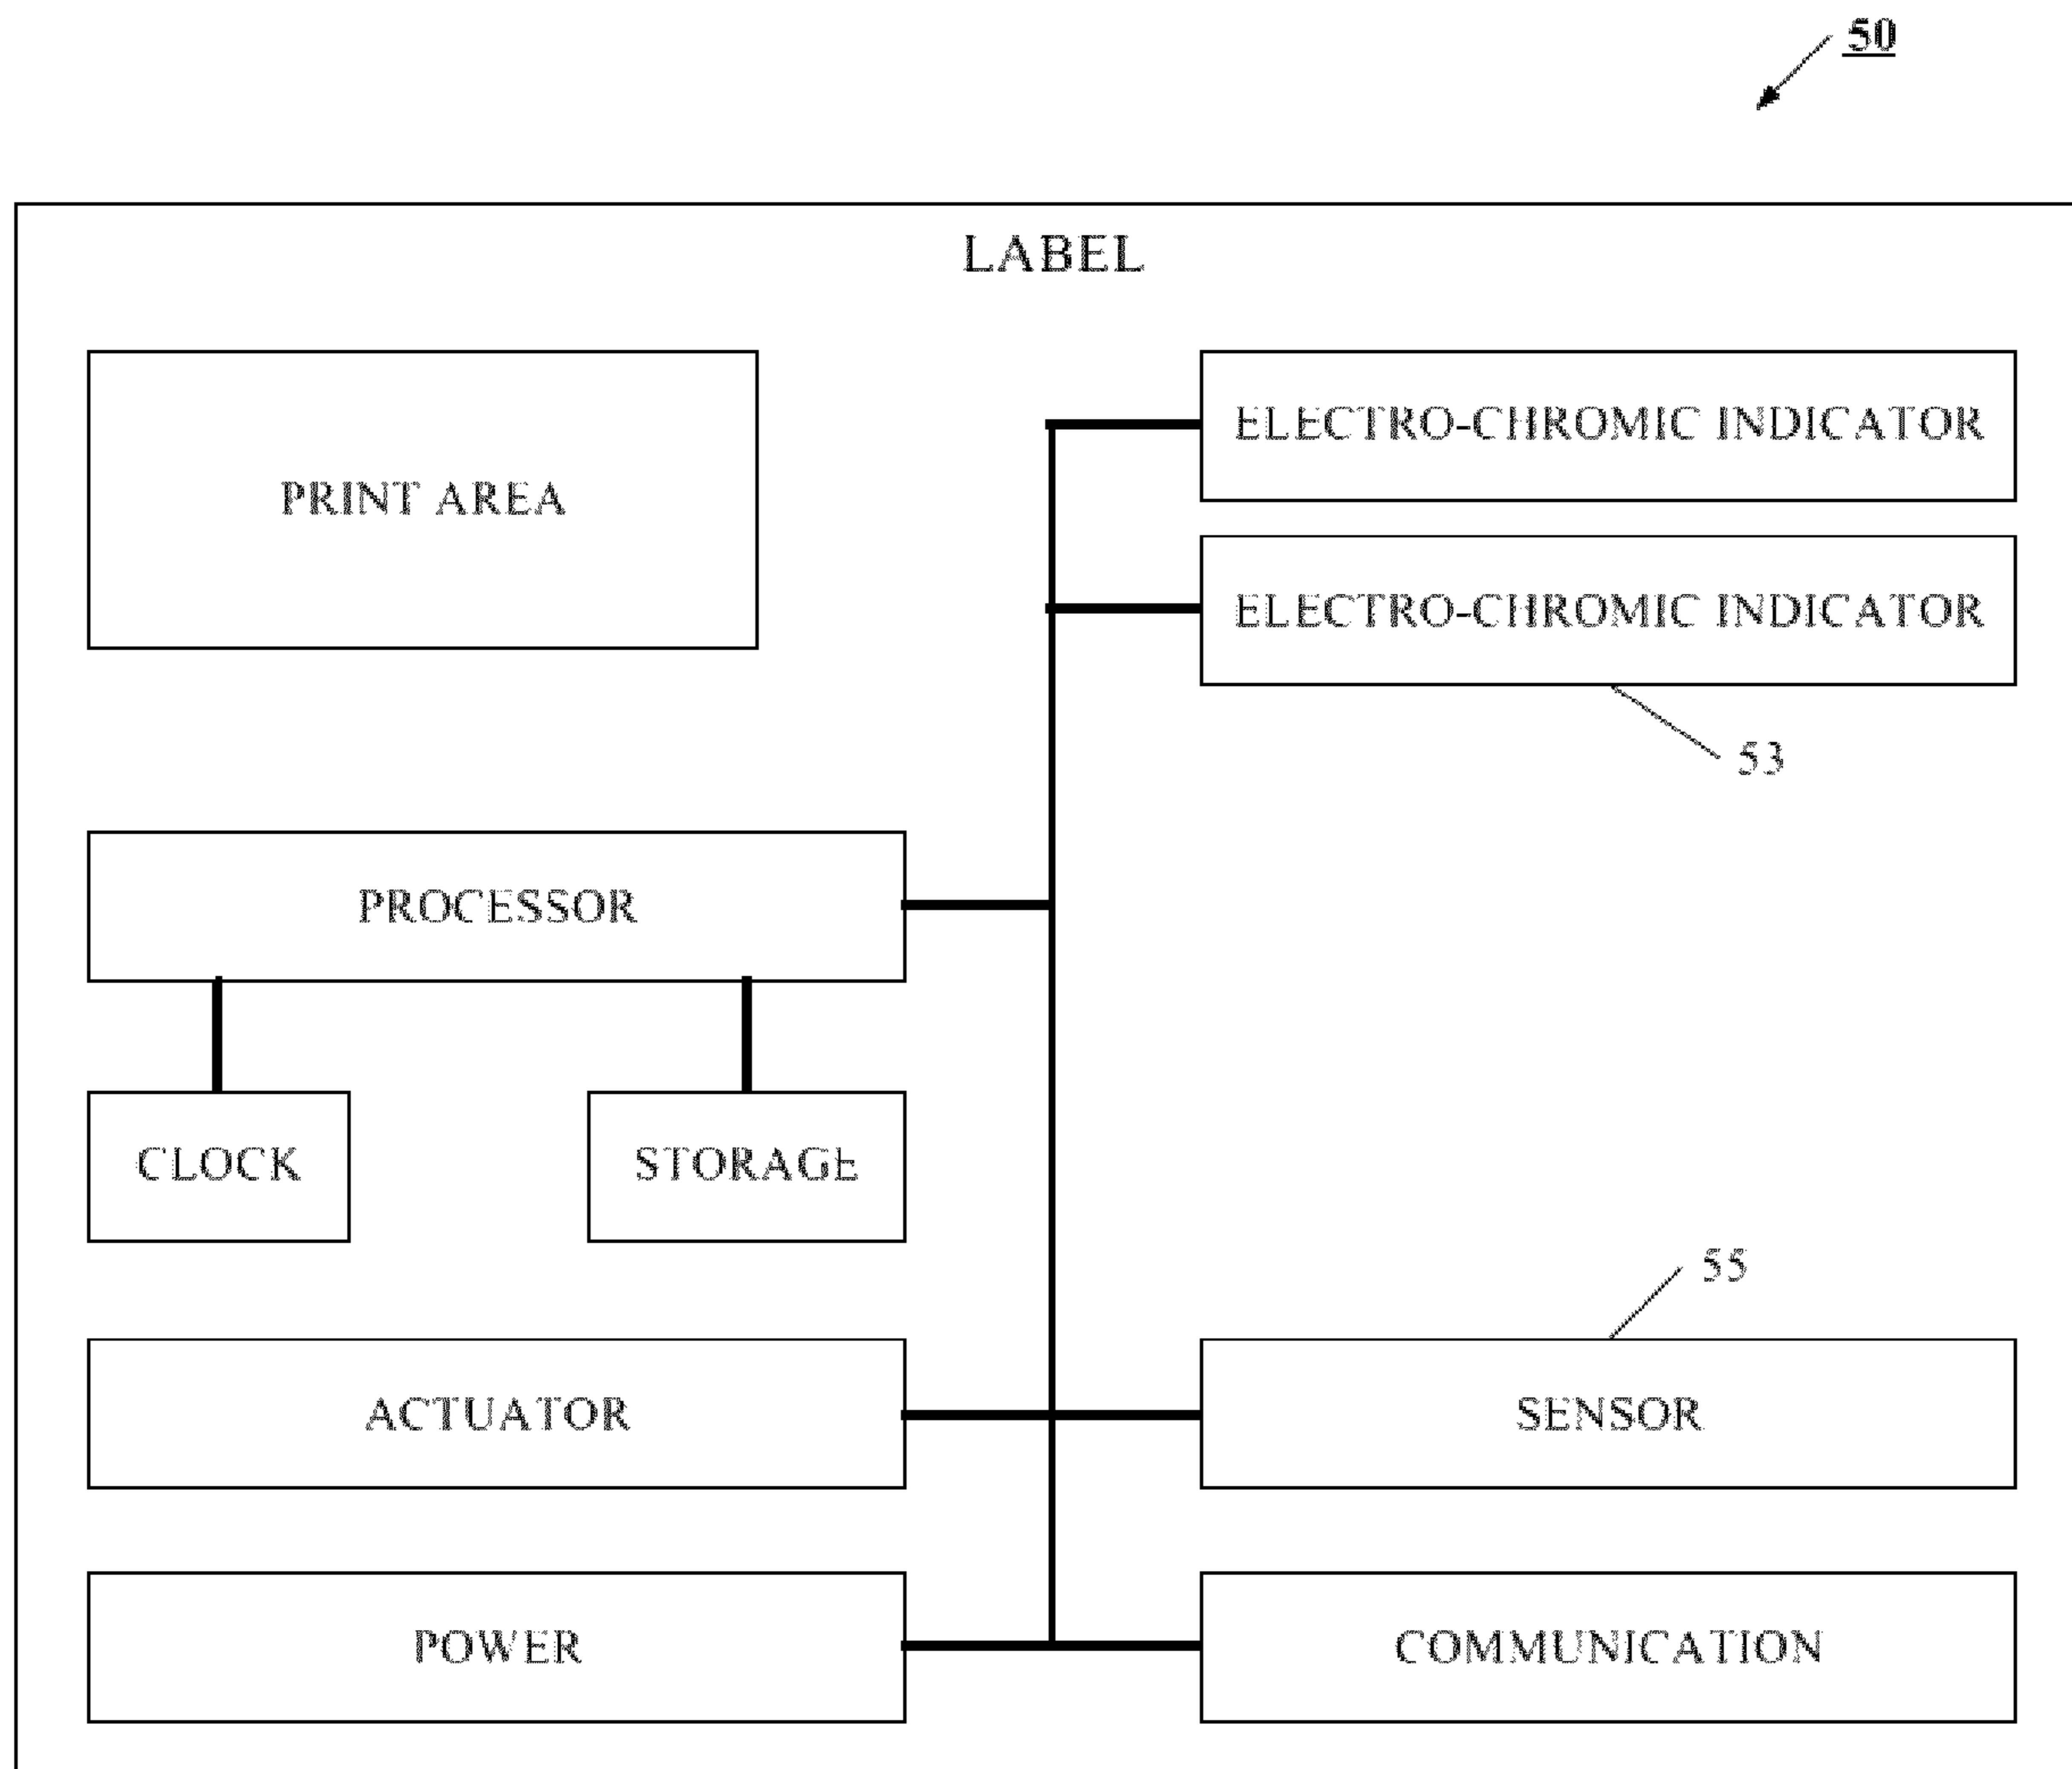 50
LABEL
PRINT AREA
ELECTRO-CHROMIC INDICATOR
ELECTRO-CHROMIC INDICATOR
53
PROCESSOR
CLOCK
STORAGE
55
ACTUATOR
SENSOR
POWER
COMMUNICATION